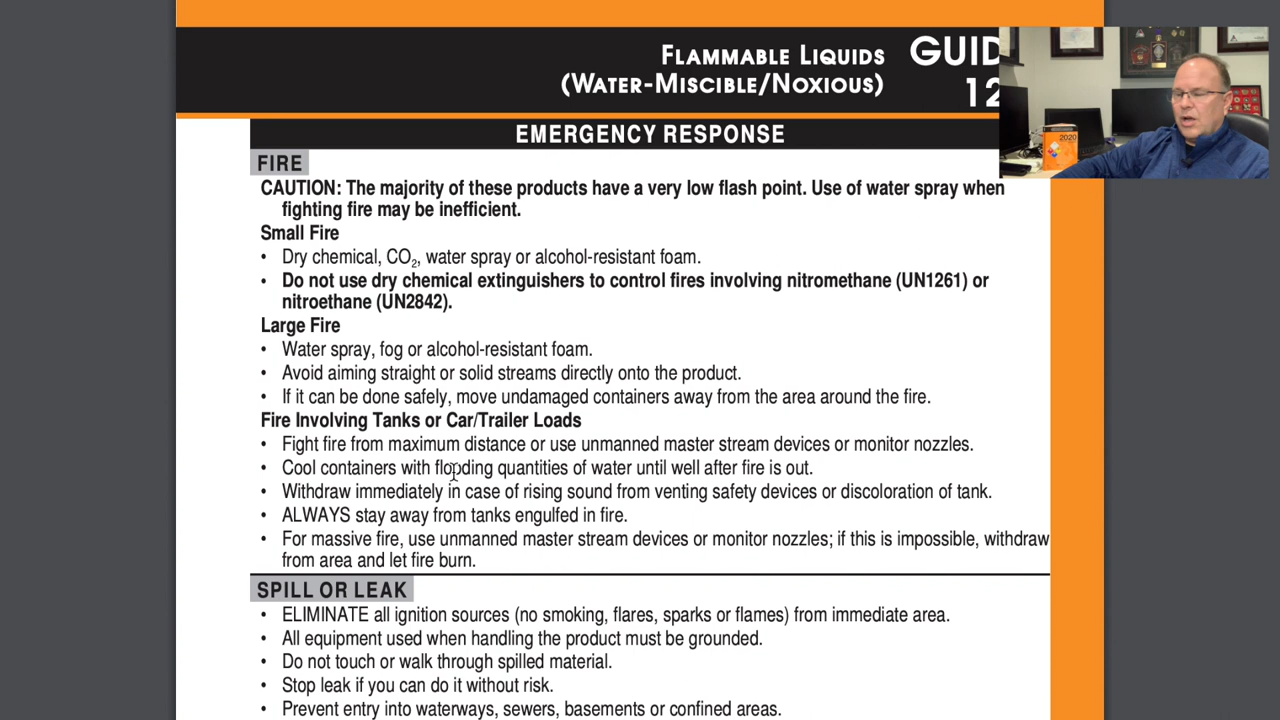 FLAMMABLE LIQUIDS
(WATER-MISCIBLE/NOXIOUS)
GUID
12
EMERGENCY RESPONSE
FIRE
CAUTION: The majority of these products have a very low flash point. Use of water spray when
fighting fire may be inefficient.
Small Fire
• Dry chemical, CO2, water spray or alcohol-resistant foam.
• Do not use dry chemical extinguishers to control fires involving nitromethane (UN1261) or
nitroethane (UN2842).
Large Fire
• Water spray, fog or alcohol-resistant foam.
• Avoid aiming straight or solid streams directly onto the product.
• If it can be done safely, move undamaged containers away from the area around the fire.
Fire Involving Tanks or Car/Trailer Loads
• Fight fire from maximum distance or use unmanned master stream devices or monitor nozzles.
• Cool containers with flooding quantities of water until well after fire is out.
• Withdraw immediately in case of rising sound from venting safety devices or discoloration of tank.
• ALWAYS stay away from tanks engulfed in fire.
• For massive fire, use unmanned master stream devices or monitor nozzles; if this is impossible, withdraw
from area and let fire burn.
SPILL OR LEAK
• ELIMINATE all ignition sources (no smoking, flares, sparks or flames) from immediate area.
• All equipment used when handling the product must be grounded.
• Do not touch or walk through spilled material.
• Stop leak if you can do it without risk.
• Prevent entry into waterways, sewers, basements or confined areas.
2020